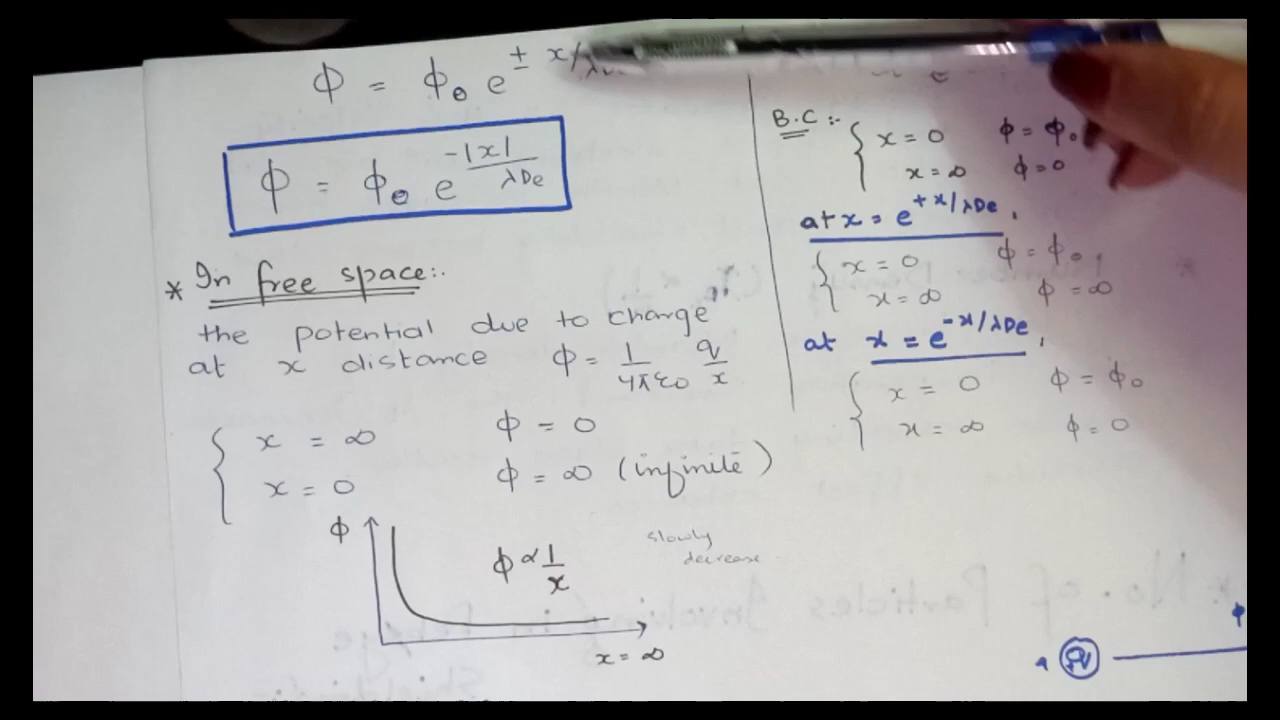 ϕ = ϕ₀ e^{± x/λ
ϕ = ϕ₀ e^{-|x|/λDe}
* In free space:.
the potential due to charge
at x distance ϕ = 1/4πε₀ q/x
{ x = ∞ ϕ = 0
x = 0 ϕ = ∞ (infinite)
ϕ
ϕ ∝ 1/x
slowly
decrease
x = ∞
B.C :- { x = 0 ϕ = ϕ₀
x = ∞ ϕ = 0
at x = e^{+x/λDe},
{ x = 0 ϕ = ϕ₀,
x = ∞ ϕ = ∞
at x = e^{-x/λDe},
{ x = 0 ϕ = ϕ₀
x = ∞ ϕ = 0